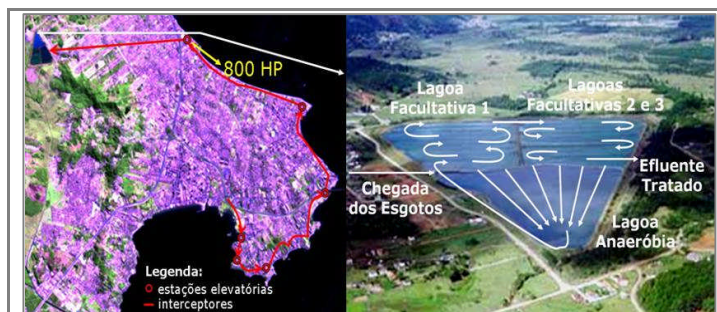 800 HP
Legenda:
estações elevatórias
interceptores
Lagoa
Facultativa 1
Lagoas
Facultativas 2 e 3
Chegada
dos Esgotos
Efluente
Tratado
Lagoa
Anaeróbia